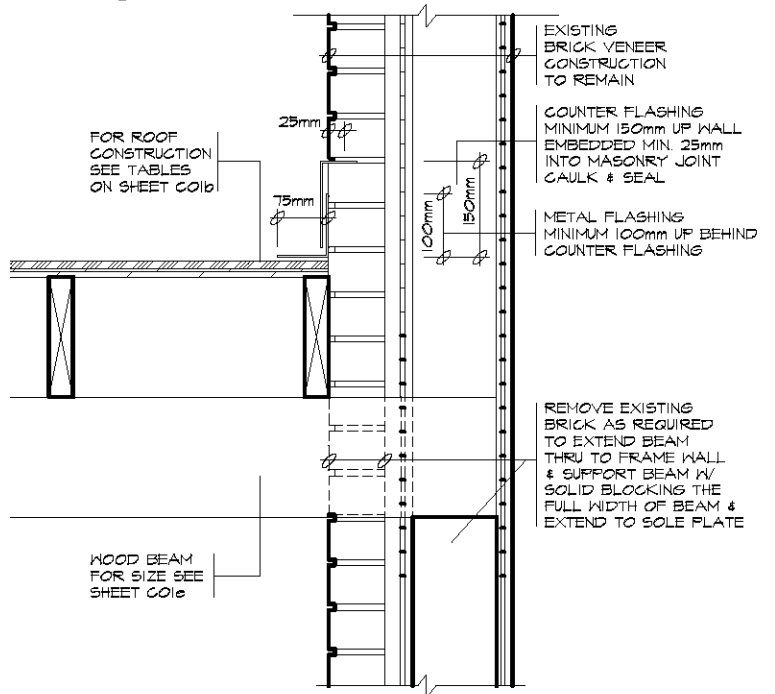 EXISTING
BRICK VENEER
CONSTRUCTION
TO REMAIN
25mm
FOR ROOF
CONSTRUCTION
SEE TABLES
ON SHEET C01b
COUNTER FLASHING
MINIMUM 150mm UP WALL
EMBEDDED MIN. 25mm
INTO MASONRY JOINT
CAULK & SEAL
75mm
100mm
150mm
METAL FLASHING
MINIMUM 100mm UP BEHIND
COUNTER FLASHING
REMOVE EXISTING
BRICK AS REQUIRED
TO EXTEND BEAM
THRU TO FRAME WALL
& SUPPORT BEAM W/
SOLID BLOCKING THE
FULL WIDTH OF BEAM &
EXTEND TO SOLE PLATE
WOOD BEAM
FOR SIZE SEE
SHEET C01e